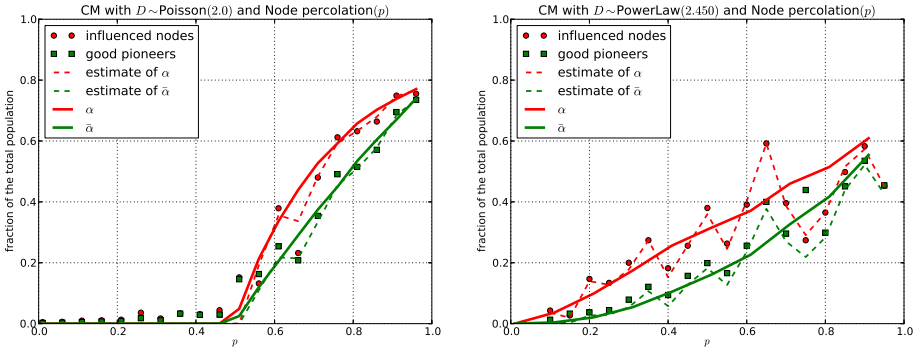 CM with D∼Poisson(2.0) and Node percolation(p)
influenced nodes
good pioneers
estimate of α
estimate of ᾱ
α
ᾱ
fraction of the total population
1.0
0.8
0.6
0.4
0.2
0.0
0.0 0.2 0.4 0.6 0.8 1.0
p
CM with D∼PowerLaw(2.450) and Node percolation(p)
influenced nodes
good pioneers
estimate of α
estimate of ᾱ
α
ᾱ
fraction of the total population
1.0
0.8
0.6
0.4
0.2
0.0
0.0 0.2 0.4 0.6 0.8 1.0
p